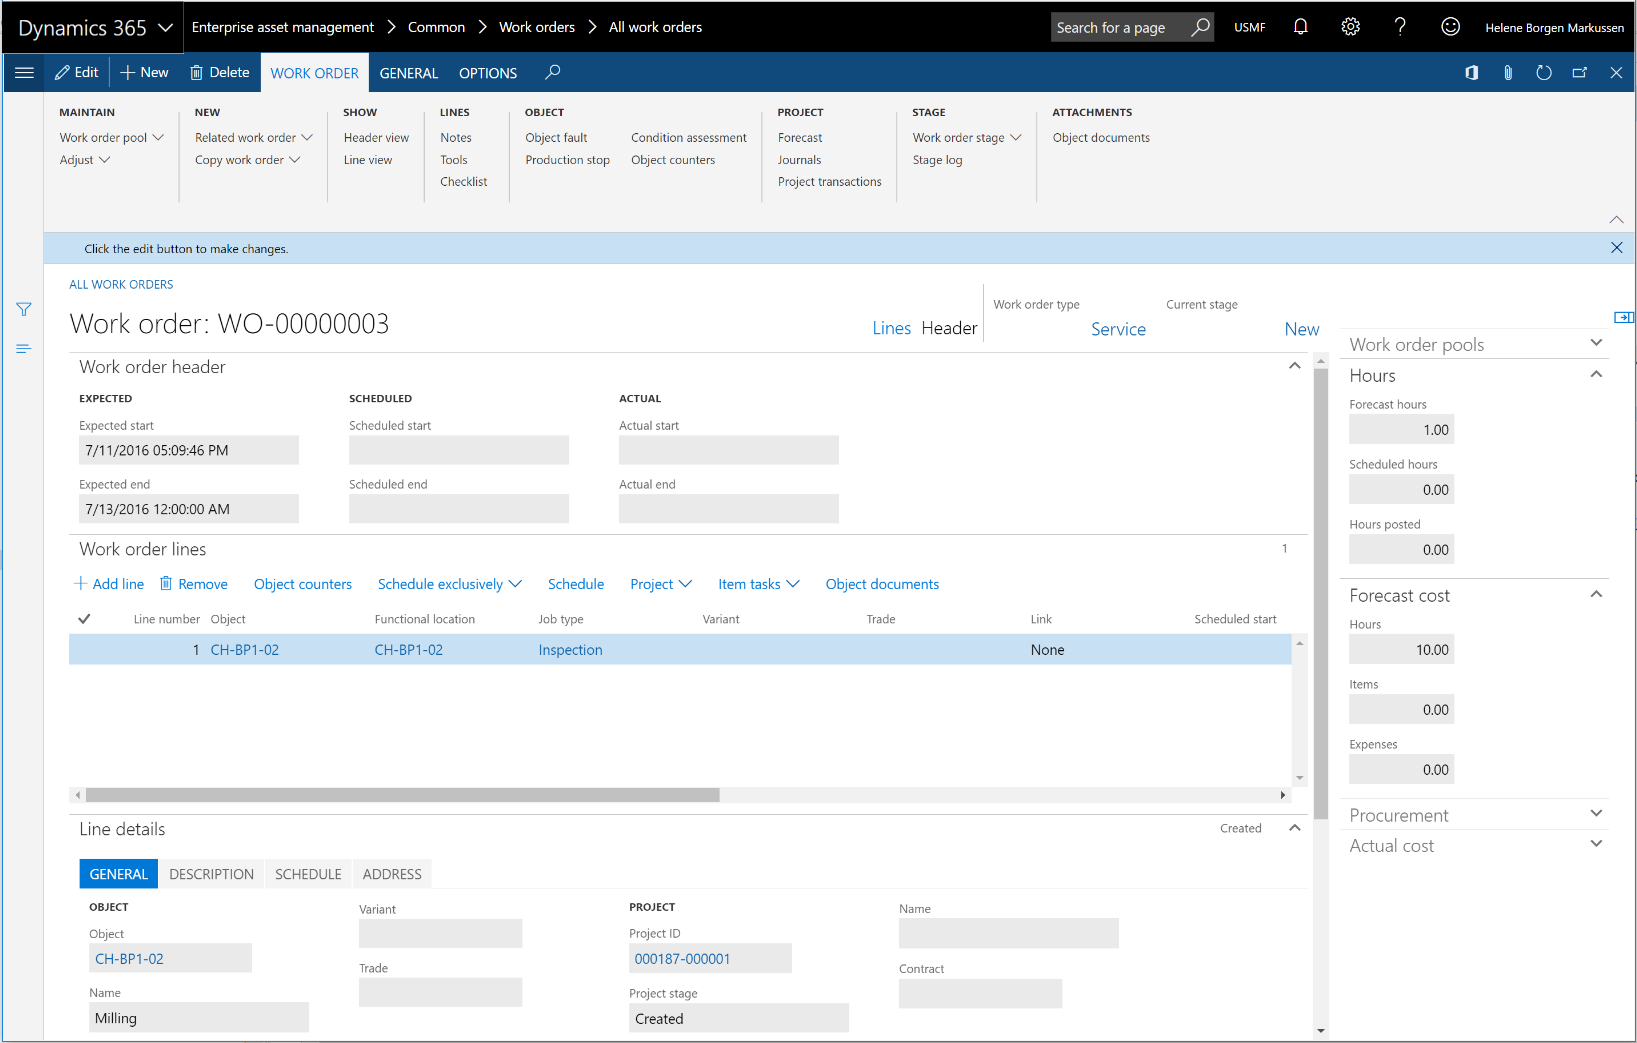 Dynamics 365
Enterprise asset management > Common > Work orders > All work orders
Search for a page
USMF
Helene Borgen Markussen
Edit
New
Delete
WORK ORDER
GENERAL
OPTIONS
MAINTAIN
Work order pool
Adjust
NEW
Related work order
Copy work order
SHOW
Header view
Line view
LINES
Notes
Tools
Checklist
OBJECT
Object fault
Production stop
Condition assessment
Object counters
PROJECT
Forecast
Journals
Project transactions
STAGE
Work order stage
Stage log
ATTACHMENTS
Object documents
Click the edit button to make changes.
ALL WORK ORDERS
Work order: WO-00000003
Lines Header
Work order type
Service
Current stage
New
Work order header
EXPECTED
Expected start
7/11/2016 05:09:46 PM
Expected end
7/13/2016 12:00:00 AM
SCHEDULED
Scheduled start
Scheduled end
ACTUAL
Actual start
Actual end
Work order lines
1
Add line
Remove
Object counters
Schedule exclusively
Schedule
Project
Item tasks
Object documents
Line number Object Functional location Job type Variant Trade Link Scheduled start
1 CH-BP1-02 CH-BP1-02 Inspection None
Line details
Created
GENERAL
DESCRIPTION
SCHEDULE
ADDRESS
OBJECT
Object
CH-BP1-02
Name
Milling
Variant
Trade
PROJECT
Project ID
000187-000001
Project stage
Created
Name
Contract
Work order pools
Hours
Forecast hours
1.00
Scheduled hours
0.00
Hours posted
0.00
Forecast cost
Hours
10.00
Items
0.00
Expenses
0.00
Procurement
Actual cost